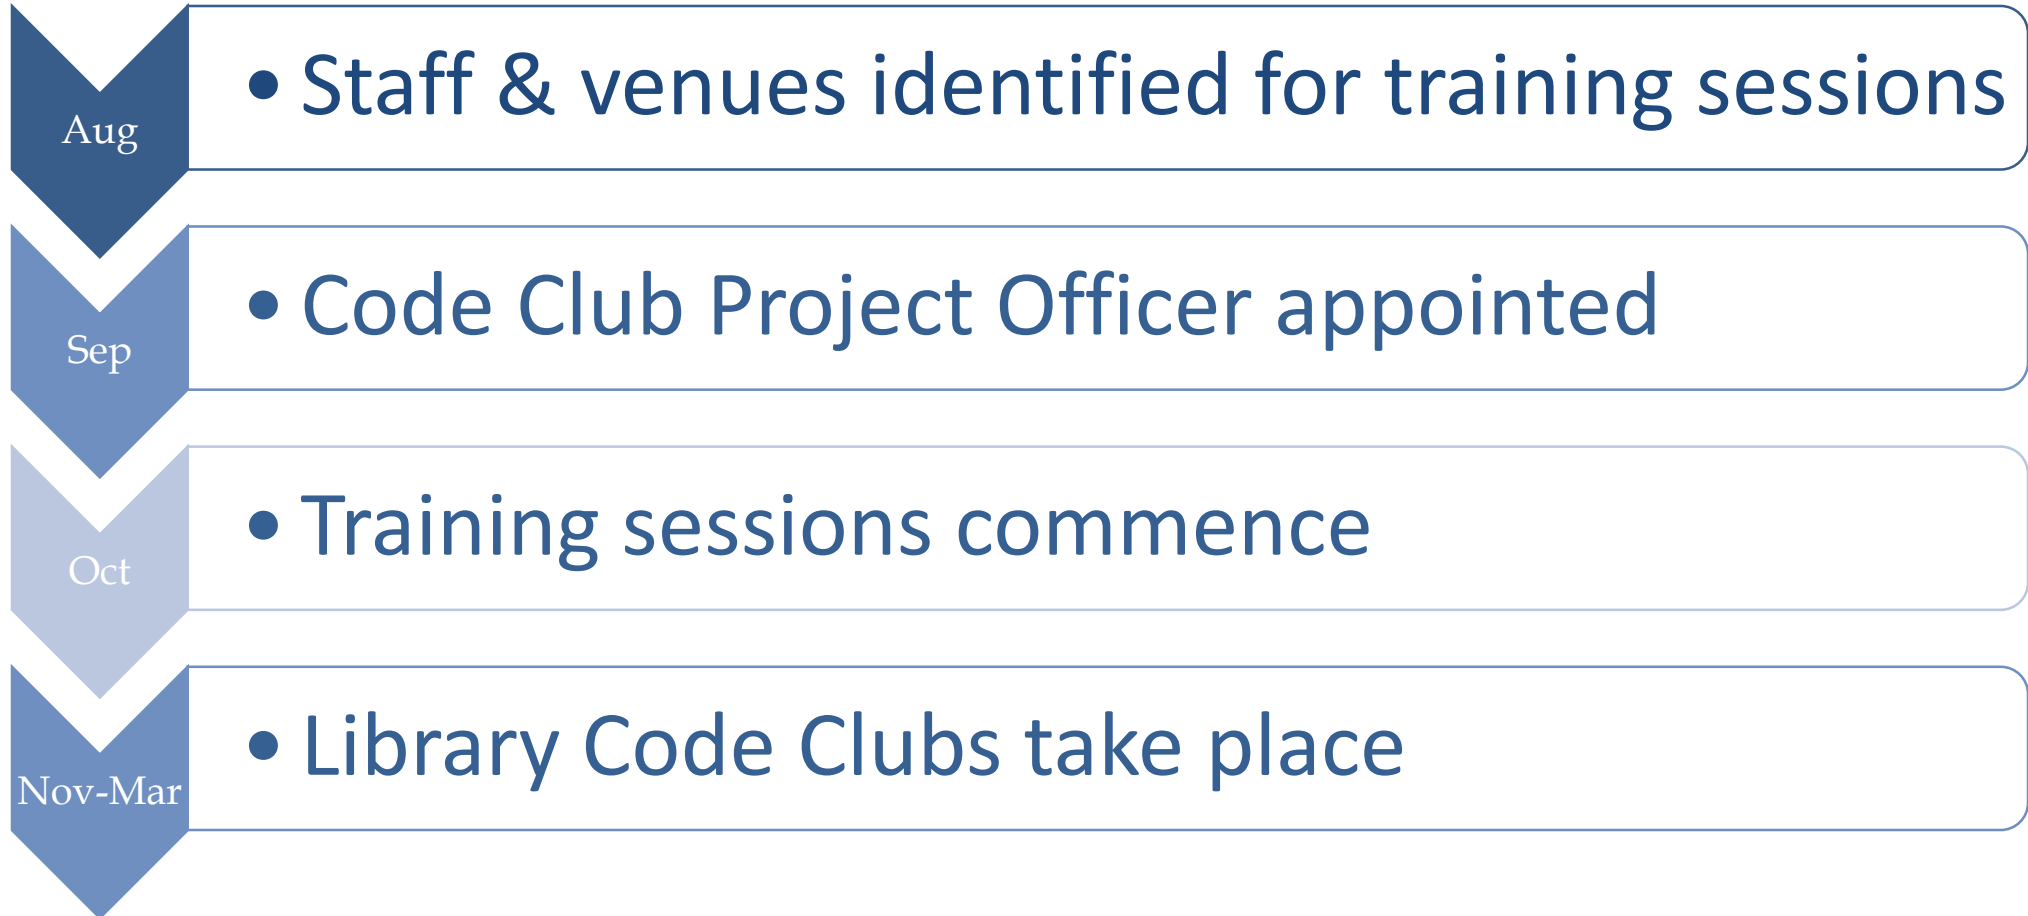 Aug
• Staff & venues identified for training sessions
Sep
• Code Club Project Officer appointed
Oct
• Training sessions commence
Nov-Mar
• Library Code Clubs take place